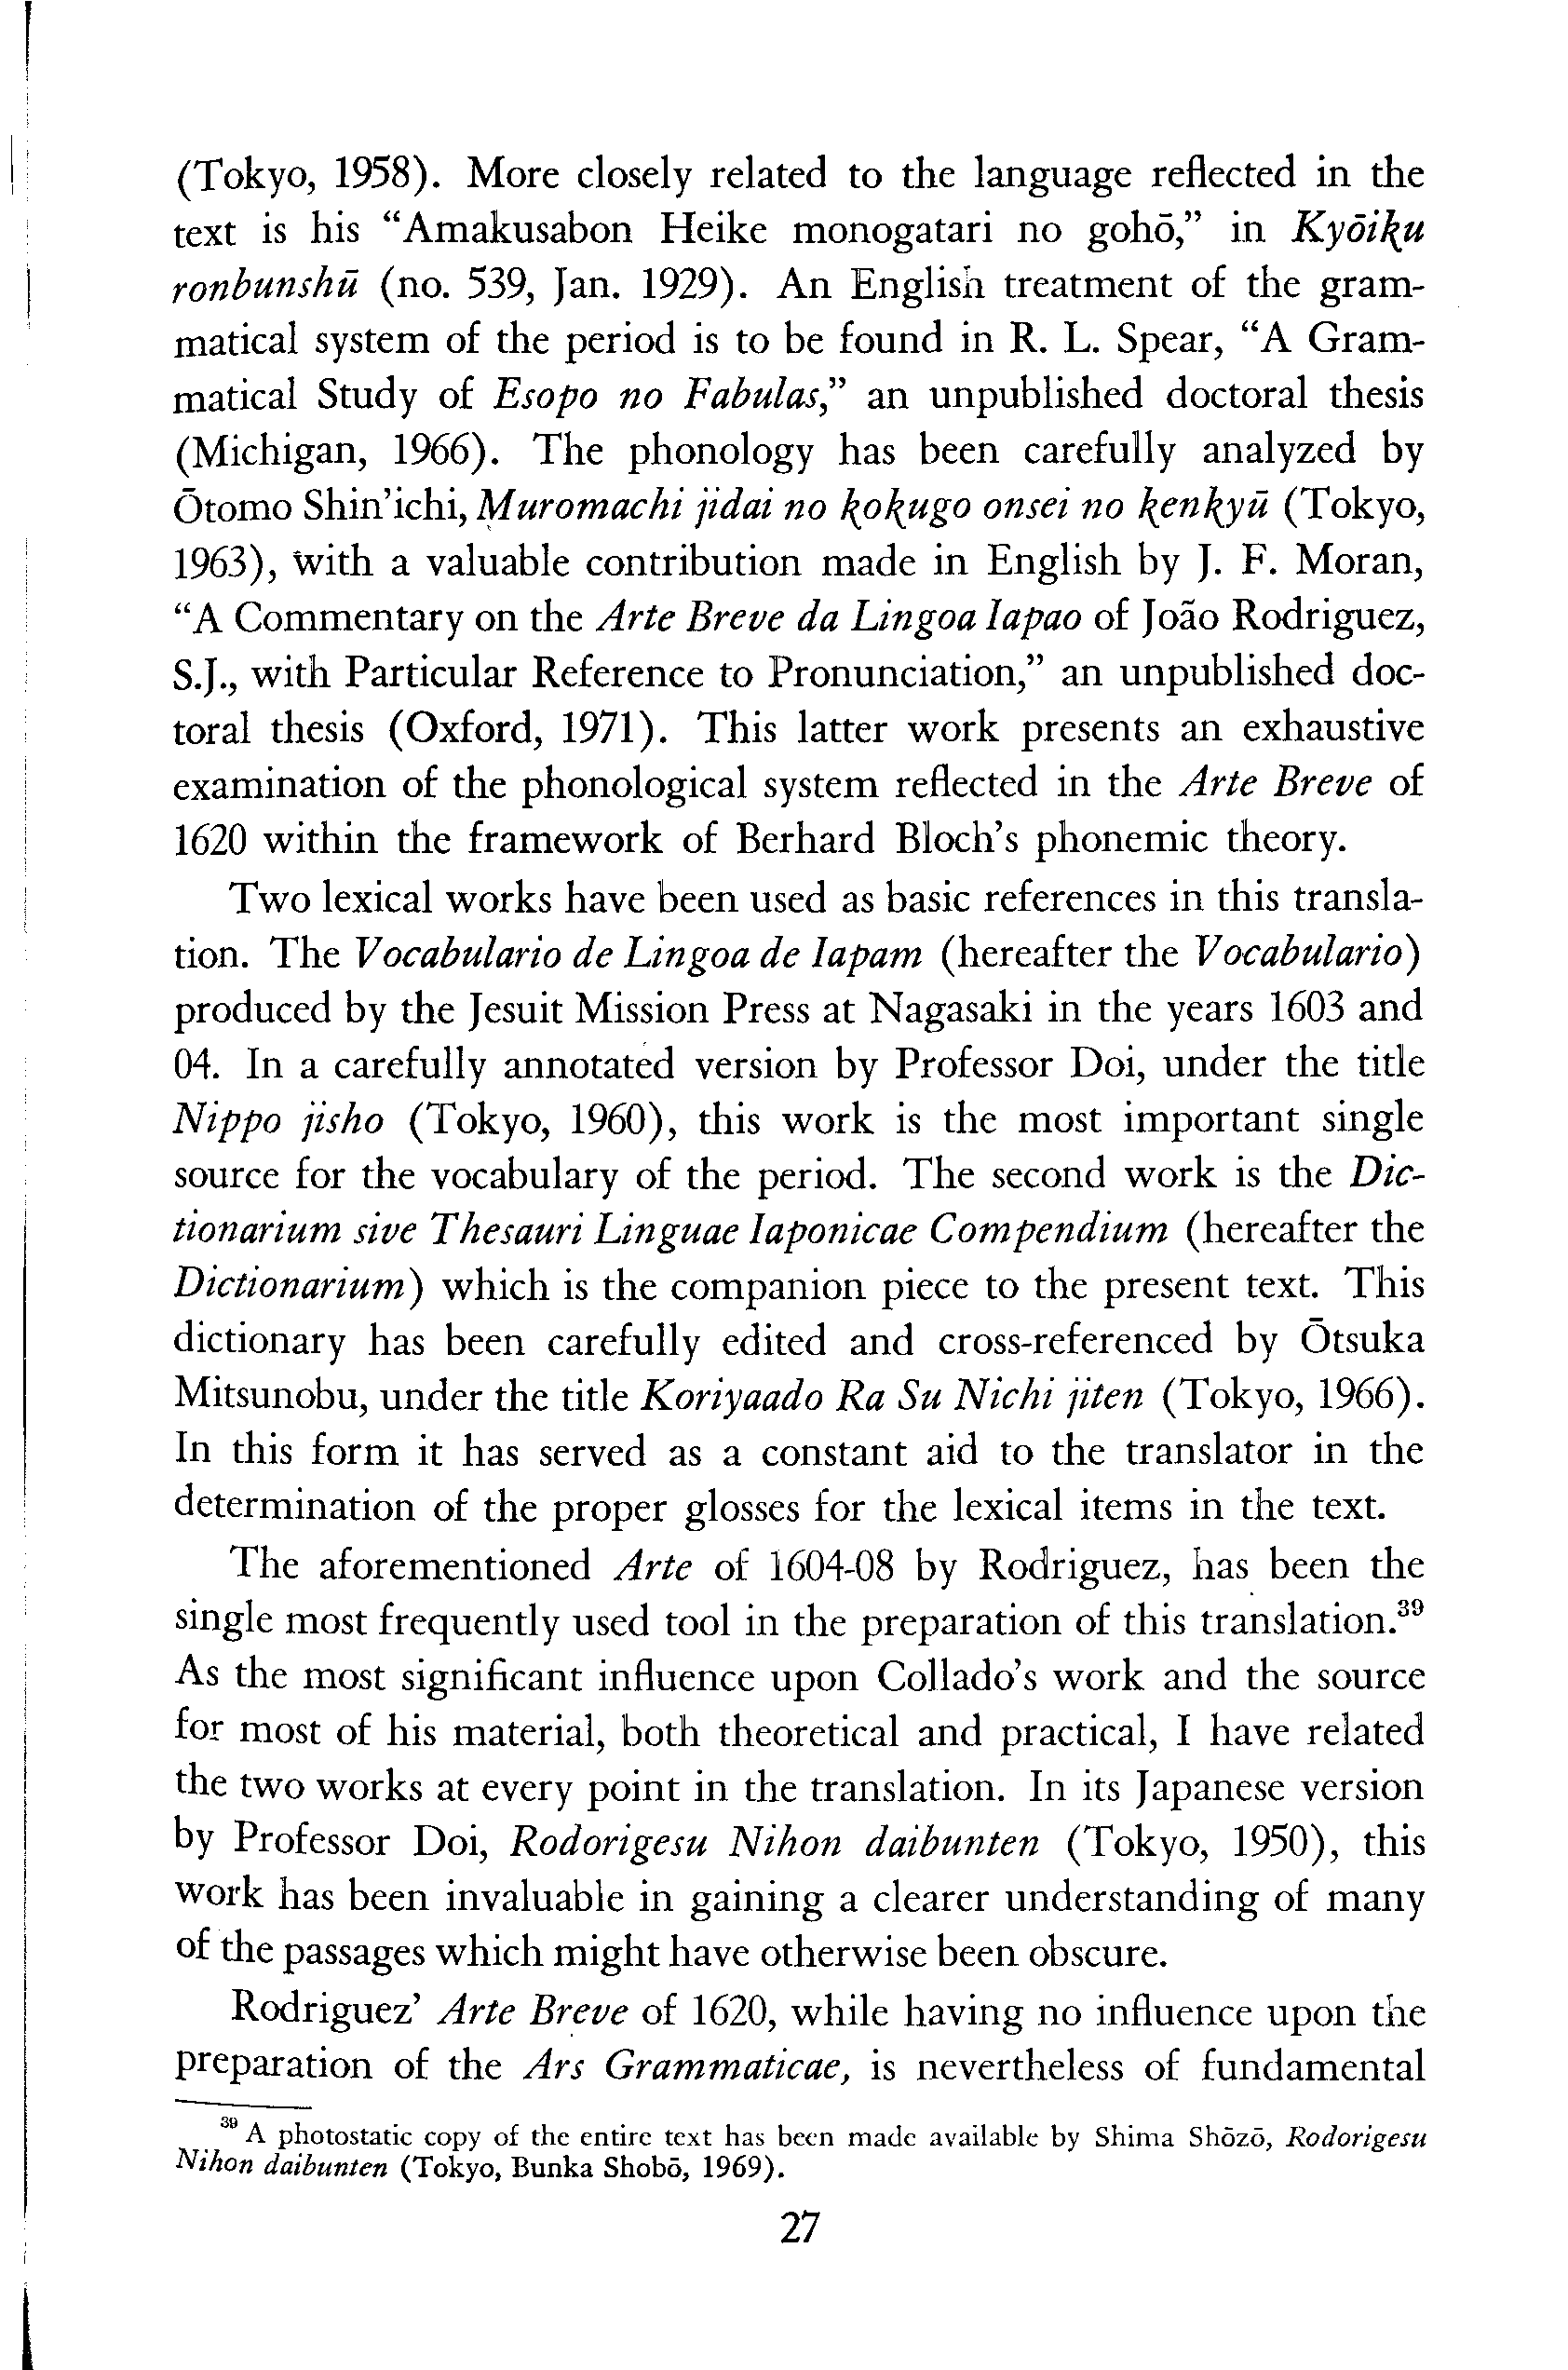 (Tokyo, 1958). More closely related to the language reflected in the
text is his “Amakusabon Heike monogatari no gohō,” in Kyōiku
ronbunshū (no. 539, Jan. 1929). An English treatment of the gram-
matical system of the period is to be found in R. L. Spear, “A Gram-
matical Study of Esopo no Fabulas,” an unpublished doctoral thesis
(Michigan, 1966). The phonology has been carefully analyzed by
Ōtomo Shin’ichi, Muromachi jidai no kokugo onsei no kenkyū (Tokyo,
1963), with a valuable contribution made in English by J. F. Moran,
“A Commentary on the Arte Breve da Lingoa Iapao of João Rodriguez,
S.J., with Particular Reference to Pronunciation,” an unpublished doc-
toral thesis (Oxford, 1971). This latter work presents an exhaustive
examination of the phonological system reflected in the Arte Breve of
1620 within the framework of Berhard Bloch’s phonemic theory.
Two lexical works have been used as basic references in this transla-
tion. The Vocabulario de Lingoa de Iapam (hereafter the Vocabulario)
produced by the Jesuit Mission Press at Nagasaki in the years 1603 and
04. In a carefully annotated version by Professor Doi, under the title
Nippo jisho (Tokyo, 1960), this work is the most important single
source for the vocabulary of the period. The second work is the Dic-
tionarium sive Thesauri Linguae Iaponicae Compendium (hereafter the
Dictionarium) which is the companion piece to the present text. This
dictionary has been carefully edited and cross-referenced by Ōtsuka
Mitsunobu, under the title Koriyaado Ra Su Nichi jiten (Tokyo, 1966).
In this form it has served as a constant aid to the translator in the
determination of the proper glosses for the lexical items in the text.
The aforementioned Arte of 1604-08 by Rodriguez, has been the
single most frequently used tool in the preparation of this translation.³⁹
As the most significant influence upon Collado’s work and the source
for most of his material, both theoretical and practical, I have related
the two works at every point in the translation. In its Japanese version
by Professor Doi, Rodorigesu Nihon daibunten (Tokyo, 1950), this
work has been invaluable in gaining a clearer understanding of many
of the passages which might have otherwise been obscure.
Rodriguez’ Arte Breve of 1620, while having no influence upon the
preparation of the Ars Grammaticae, is nevertheless of fundamental
³⁹ A photostatic copy of the entire text has been made available by Shima Shōzō, Rodorigesu
Nihon daibunten (Tokyo, Bunka Shobō, 1969).
27